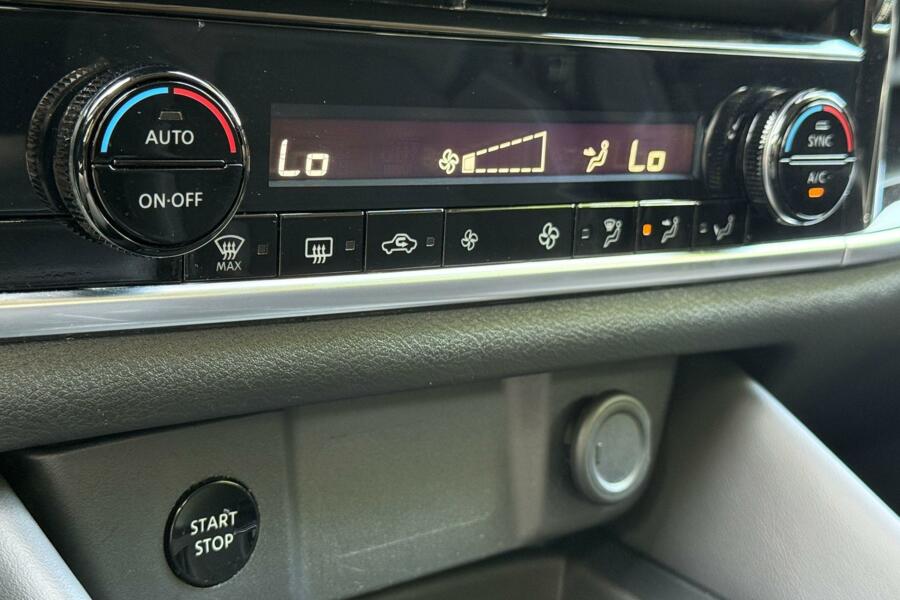 AUTO
ON·OFF
Lo
Lo
SYNC
A/C
MAX
START
STOP